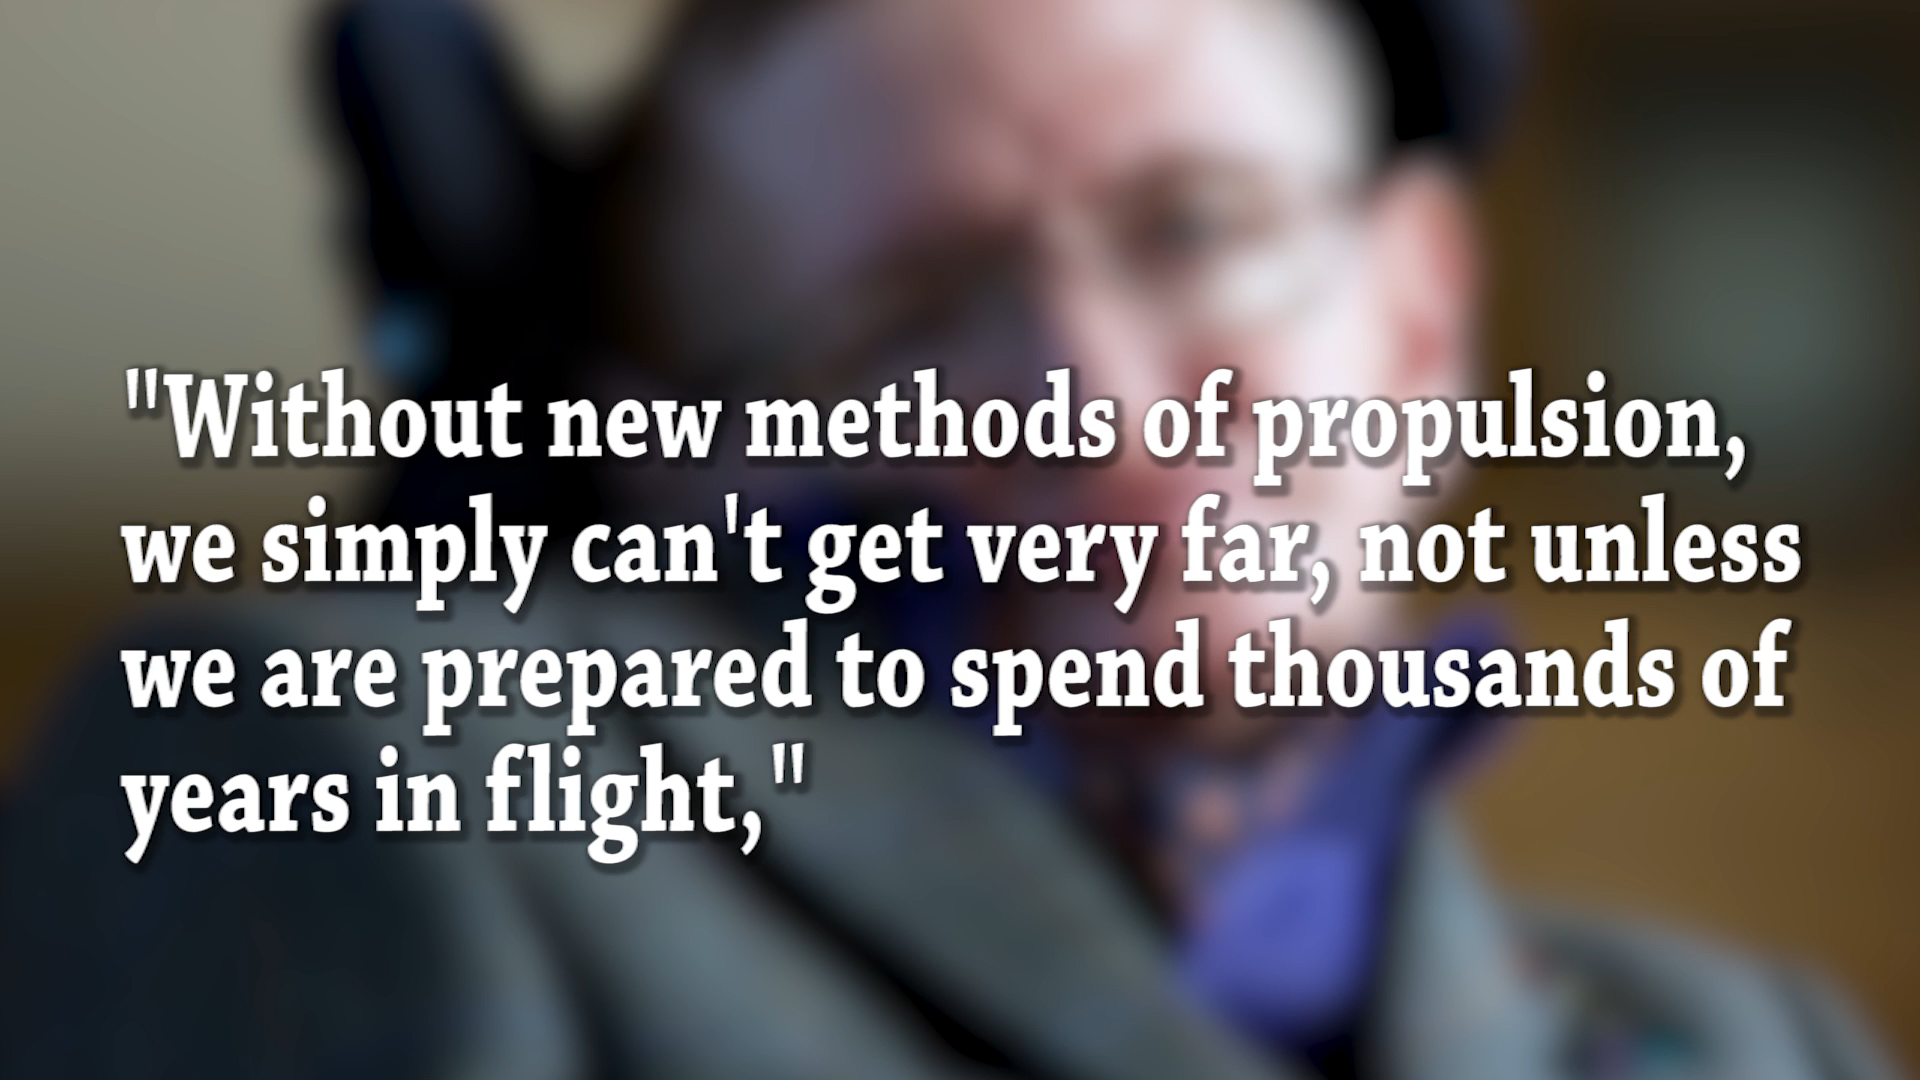 "Without new methods of propulsion,
we simply can't get very far, not unless
we are prepared to spend thousands of
years in flight,"